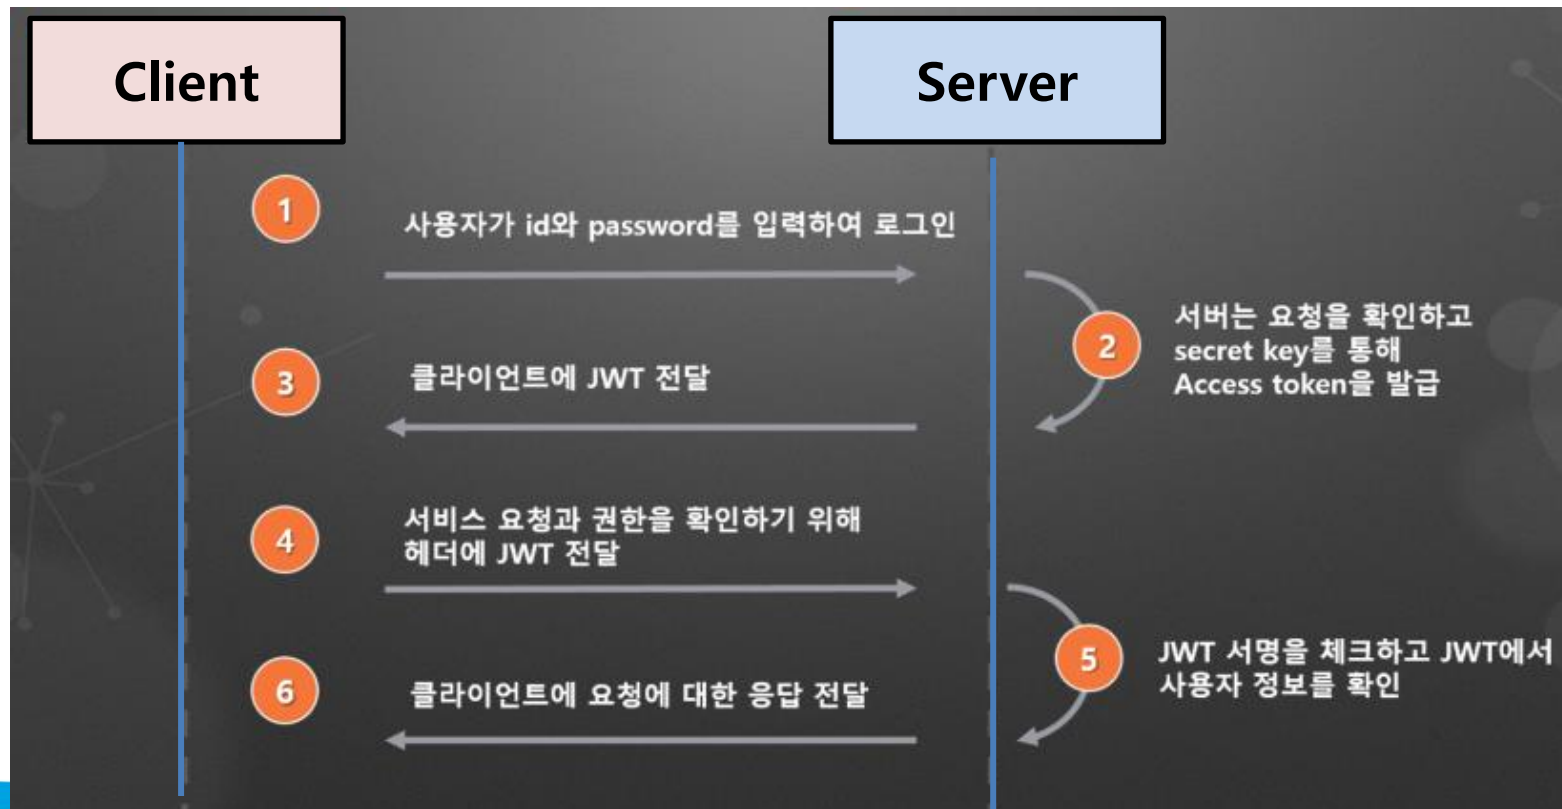 Client
Server
1
사용자가 id와 password를 입력하여 로그인
2
서버는 요청을 확인하고
secret key를 통해
Access token을 발급
3
클라이언트에 JWT 전달
4
서비스 요청과 권한을 확인하기 위해
헤더에 JWT 전달
5
JWT 서명을 체크하고 JWT에서
사용자 정보를 확인
6
클라이언트에 요청에 대한 응답 전달